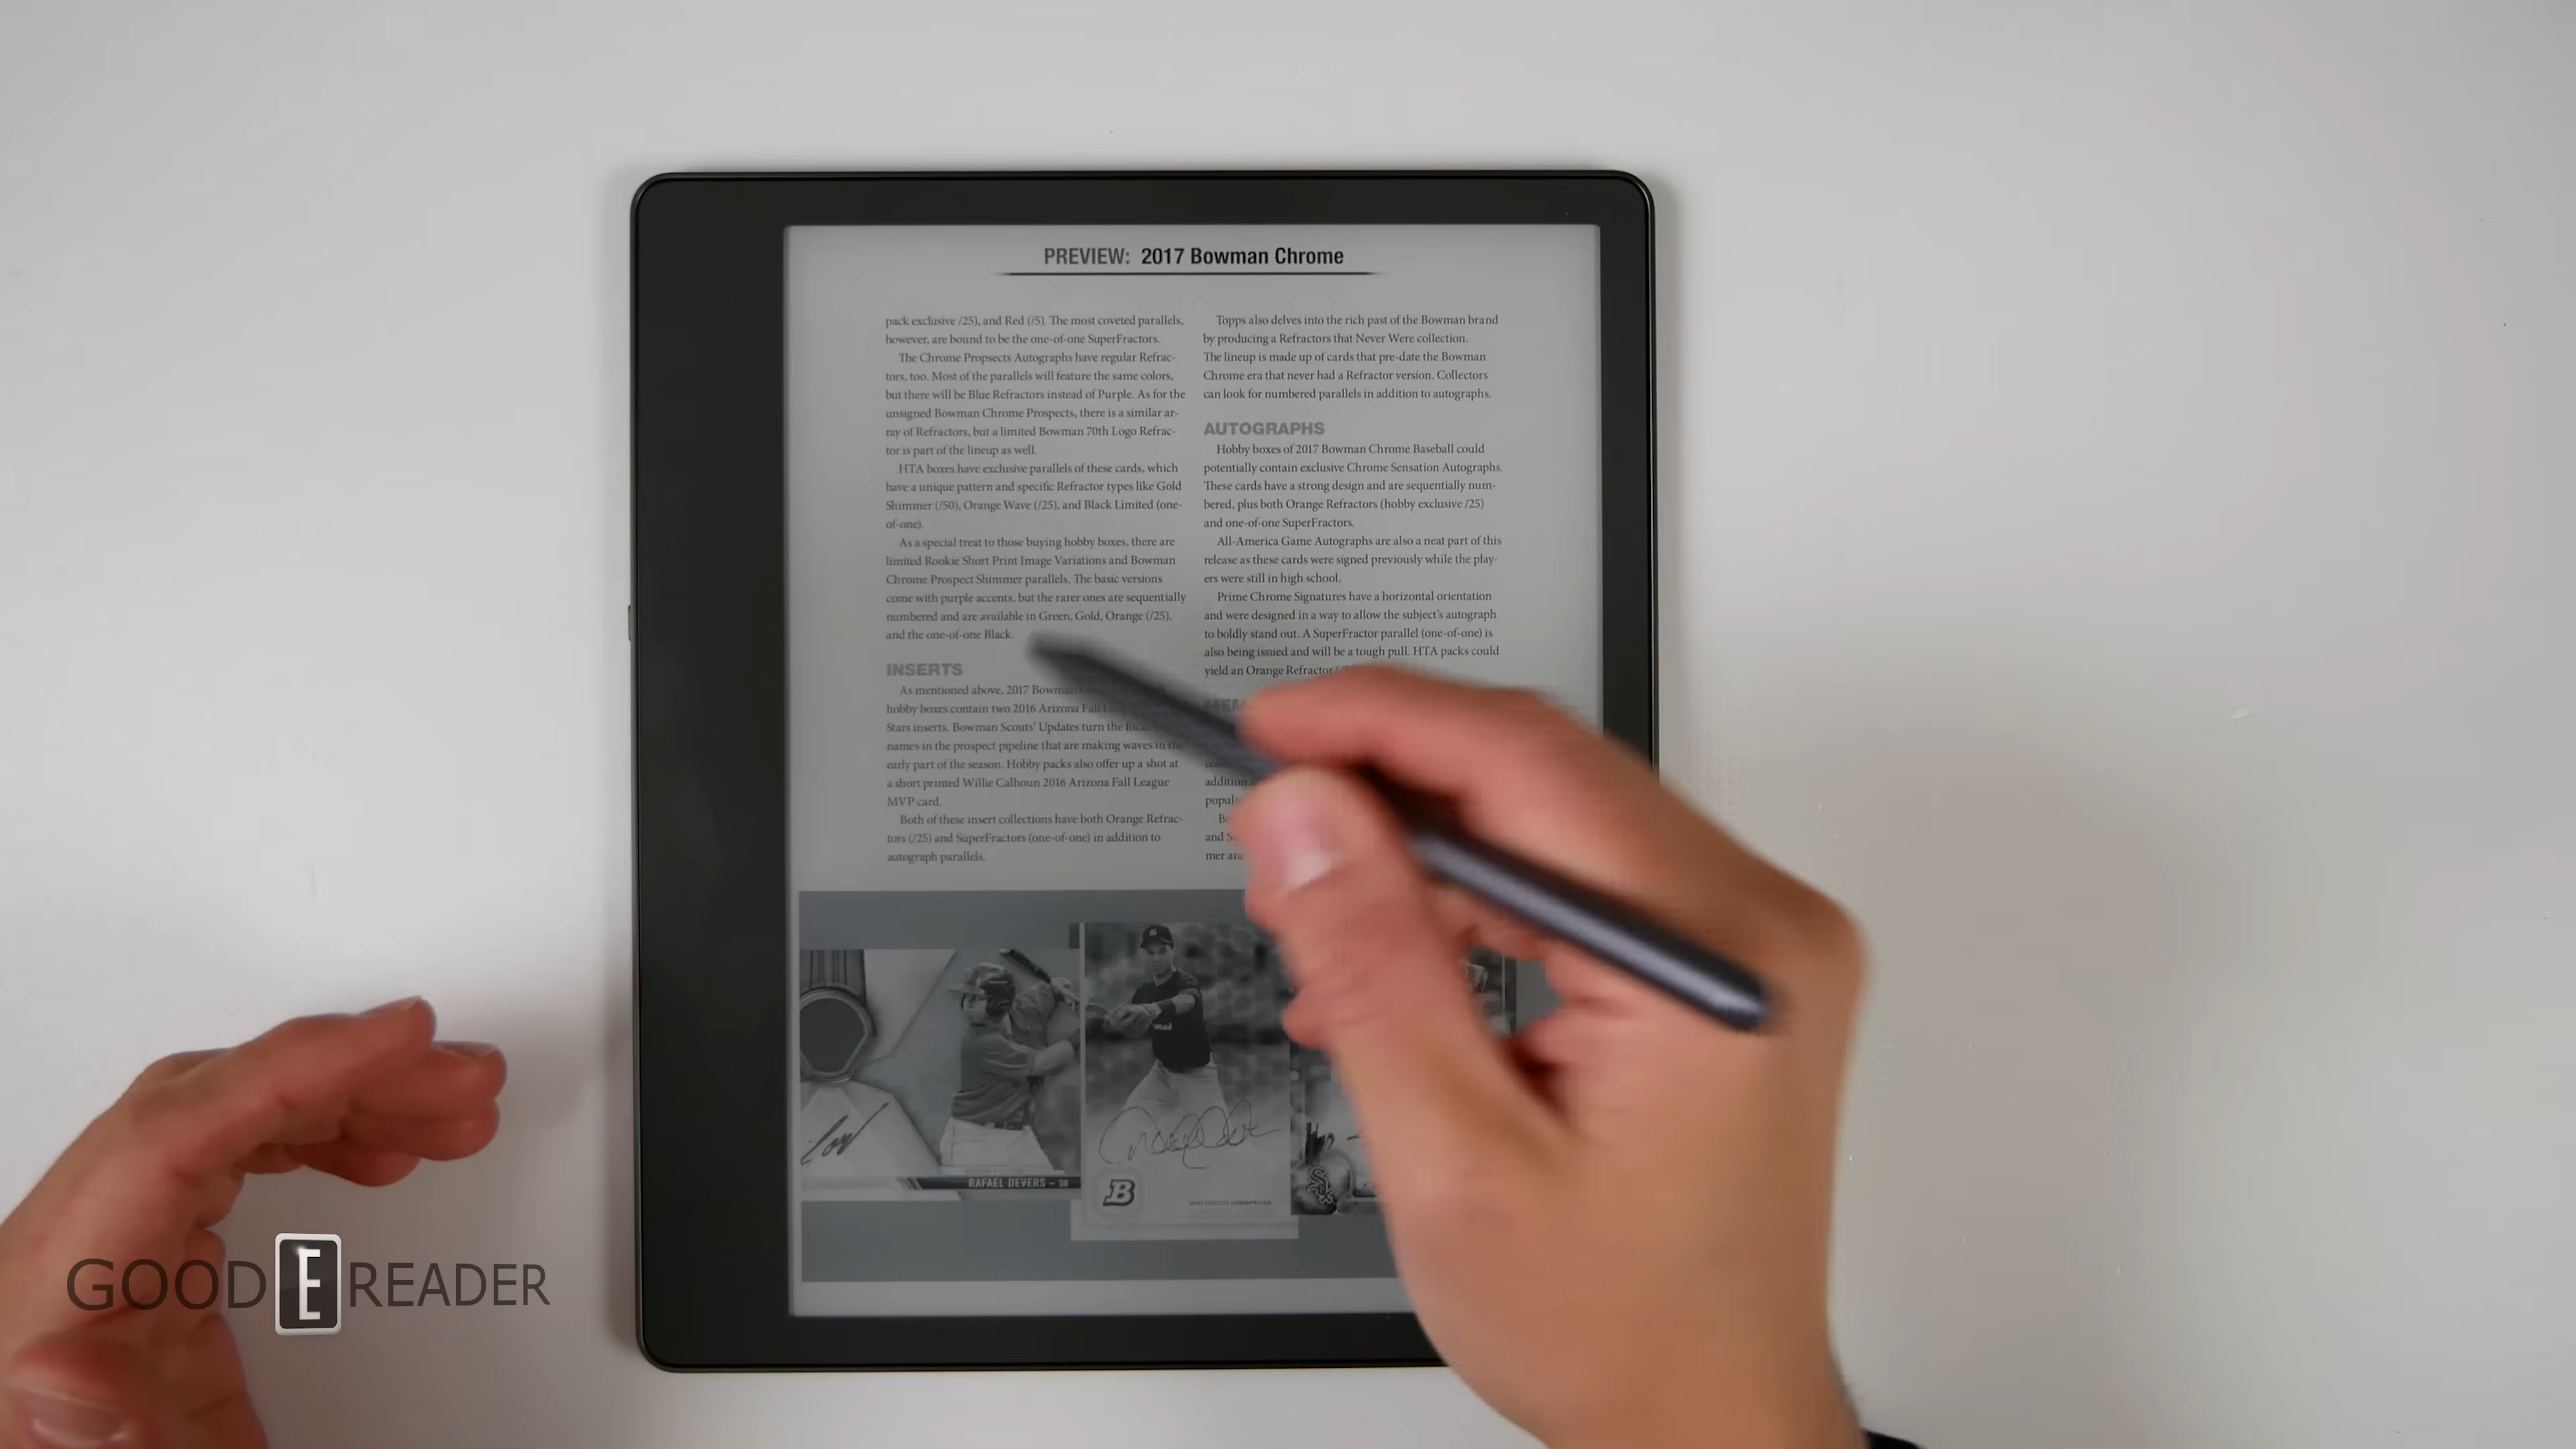 PREVIEW: 2017 Bowman Chrome
pack exclusive /25), and Red (/5). The most coveted parallels,
however, are bound to be the one-of-one SuperFractors.
The Chrome Propsects Autographs have regular Refrac-
tors, too. Most of the parallels will feature the same colors,
but there will be Blue Refractors instead of Purple. As for the
unsigned Bowman Chrome Prospects, there is a similar ar-
ray of Refractors, but a limited Bowman 70th Logo Refrac-
tor is part of the lineup as well.
HTA boxes have exclusive parallels of these cards, which
have a unique pattern and specific Refractor types like Gold
Shimmer (/50), Orange Wave (/25), and Black Limited (one-
of-one).
As a special treat to those buying hobby boxes, there are
limited Rookie Short Print Image Variations and Bowman
Chrome Prospect Shimmer parallels. The basic versions
come with purple accents, but the rarer ones are sequentially
numbered and are available in Green, Gold, Orange (/25),
and the one-of-one Black.
INSERTS
As mentioned above, 2017 Bowman
hobby boxes contain two 2016 Arizona Fall
Stars inserts. Bowman Scouts' Updates turn the
names in the prospect pipeline that are making waves in the
early part of the season. Hobby packs also offer up a shot at
a short printed Willie Calhoun 2016 Arizona Fall League
MVP card.
Both of these insert collections have both Orange Refrac-
tors (/25) and SuperFractors (one-of-one) in addition to
autograph parallels.
Topps also delves into the rich past of the Bowman brand
by producing a Refractors that Never Were collection.
The lineup is made up of cards that pre-date the Bowman
Chrome era that never had a Refractor version. Collectors
can look for numbered parallels in addition to autographs.
AUTOGRAPHS
Hobby boxes of 2017 Bowman Chrome Baseball could
potentially contain exclusive Chrome Sensation Autographs.
These cards have a strong design and are sequentially num-
bered, plus both Orange Refractors (hobby exclusive /25)
and one-of-one SuperFractors.
All-America Game Autographs are also a neat part of this
release as these cards were signed previously while the play-
ers were still in high school.
Prime Chrome Signatures have a horizontal orientation
and were designed in a way to allow the subject's autograph
to boldly stand out. A SuperFractor parallel (one-of-one) is
also being issued and will be a tough pull. HTA packs could
yield an Orange Refractor
addition
and
mer
RAFAEL DEVERS - 3B
B
GOOD E READER